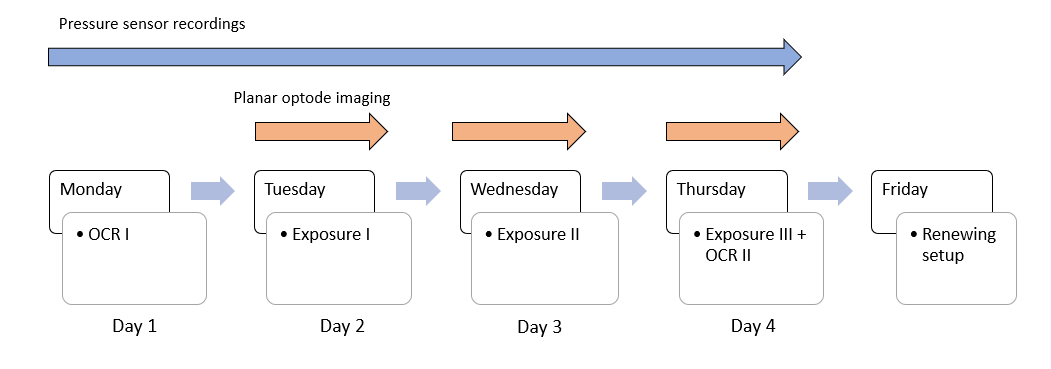 Pressure sensor recordings
Planar optode imaging
Monday
• OCR I
Day 1
Tuesday
• Exposure I
Day 2
Wednesday
• Exposure II
Day 3
Thursday
• Exposure III +
OCR II
Day 4
Friday
• Renewing
setup